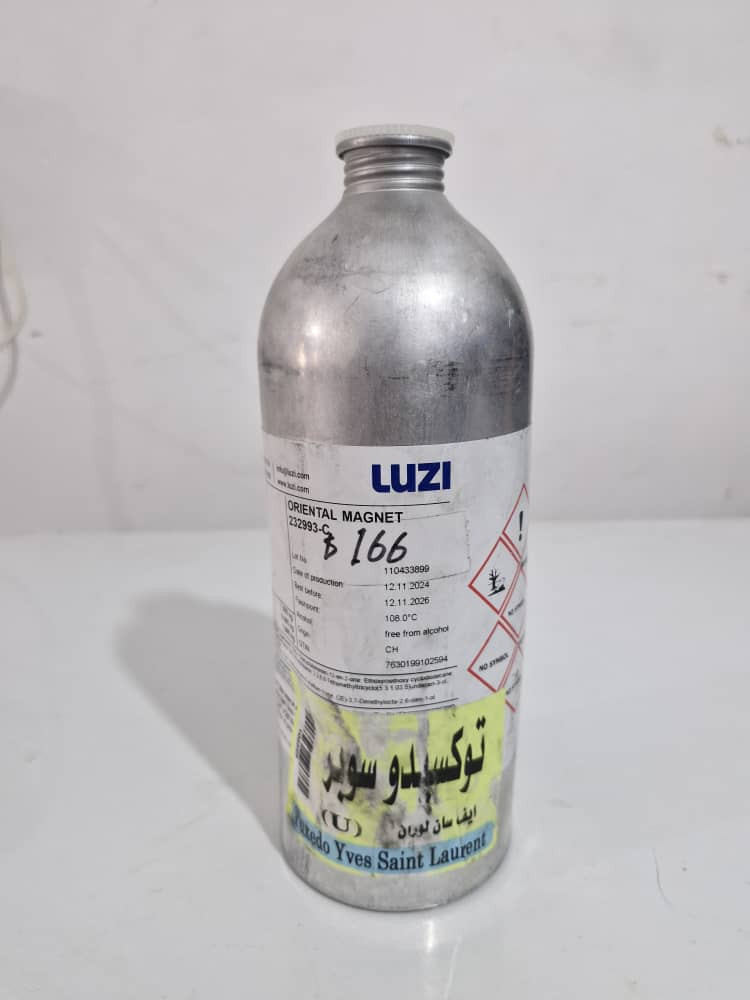 info@luzi.com
www.luzi.com
LUZI
ORIENTAL MAGNET
232993-C
$ 166
Lot No.
110433899
Date of production:
12.11.2024
Best before:
12.11.2026
Flashpoint:
108.0°C
Alcohol:
free from alcohol
Origin:
CH
GTIN:
7630199102594
!
NO SYMBOL
توكسيدو سوبر
ايف سان لوران
(U)
Tuxedo Yves Saint Laurent